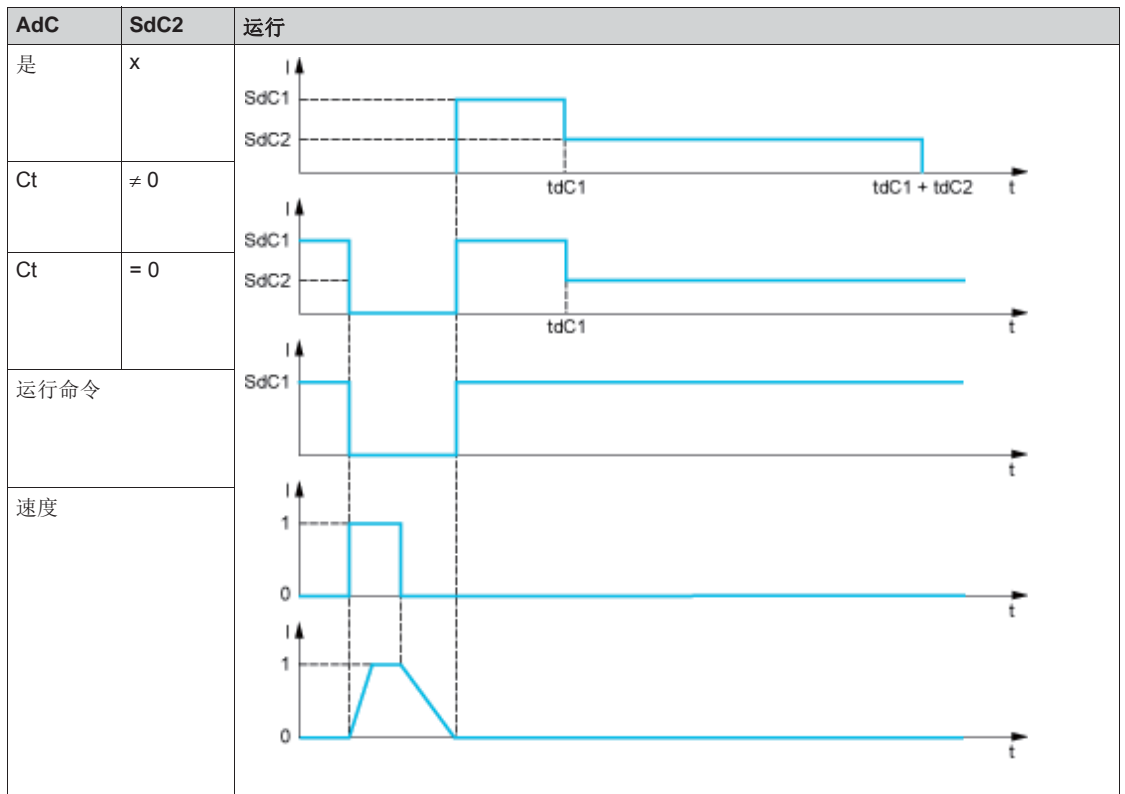 AdC SdC2 运行
是 x
I
SdC1
SdC2
tdC1 tdC1 + tdC2 t
Ct ≠ 0
I
SdC1
SdC2
tdC1 t
Ct = 0
I
SdC1
t
运行命令
I
1
0
t
速度
I
1
0
t